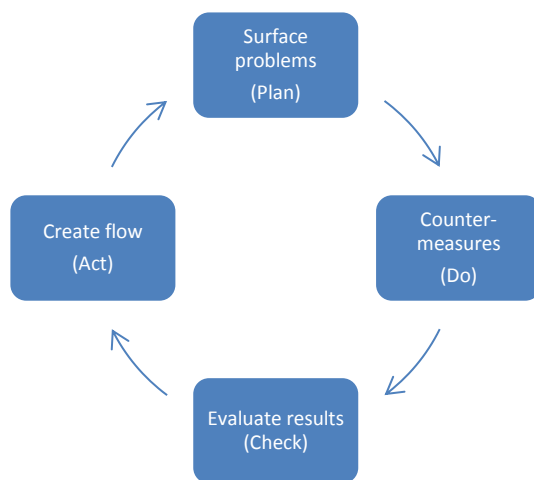 Surface
problems
(Plan)
Counter-
measures
(Do)
Evaluate results
(Check)
Create flow
(Act)